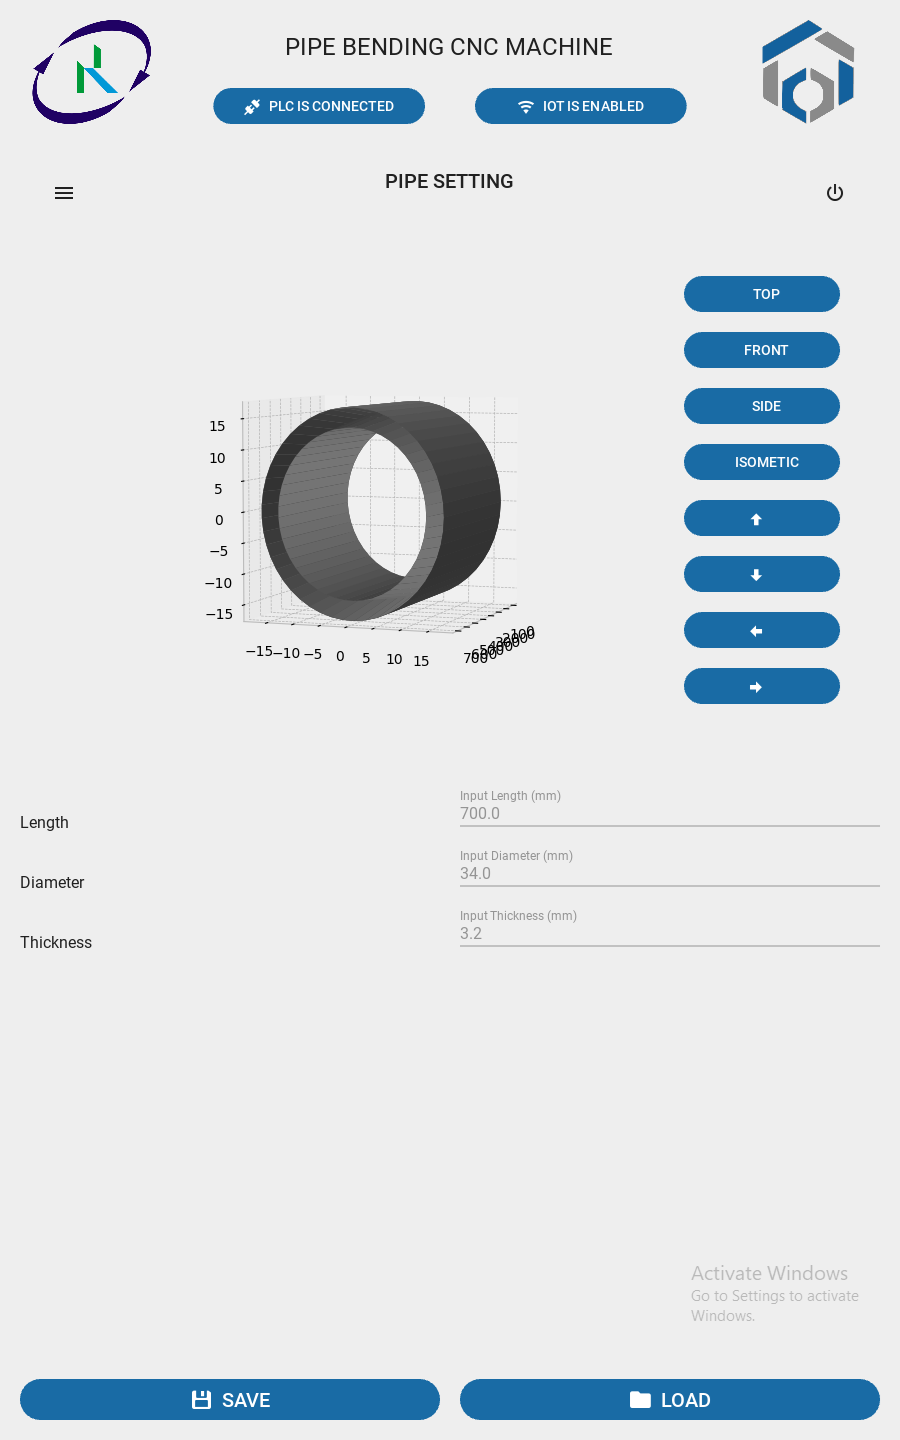 PIPE BENDING CNC MACHINE
PLC IS CONNECTED
IOT IS ENABLED
PIPE SETTING
TOP
FRONT
SIDE
ISOMETIC
15
10
5
0
−5
−10
−15
−15 −10 −5 0 5 10 15
700
Length
Input Length (mm)
700.0
Diameter
Input Diameter (mm)
34.0
Thickness
Input Thickness (mm)
3.2
Activate Windows
Go to Settings to activate
Windows.
SAVE
LOAD